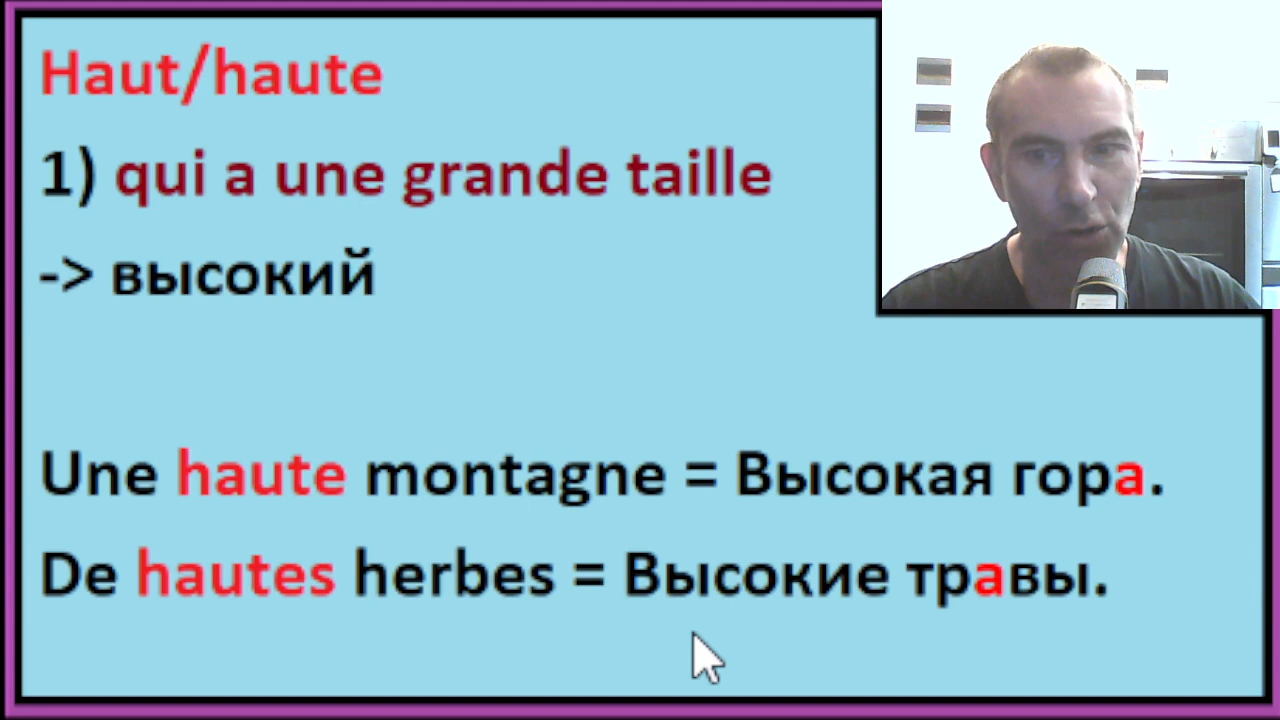 Haut/haute
1) qui a une grande taille
-> высокий
Une haute montagne = Высокая гора.
De hautes herbes = Высокие травы.